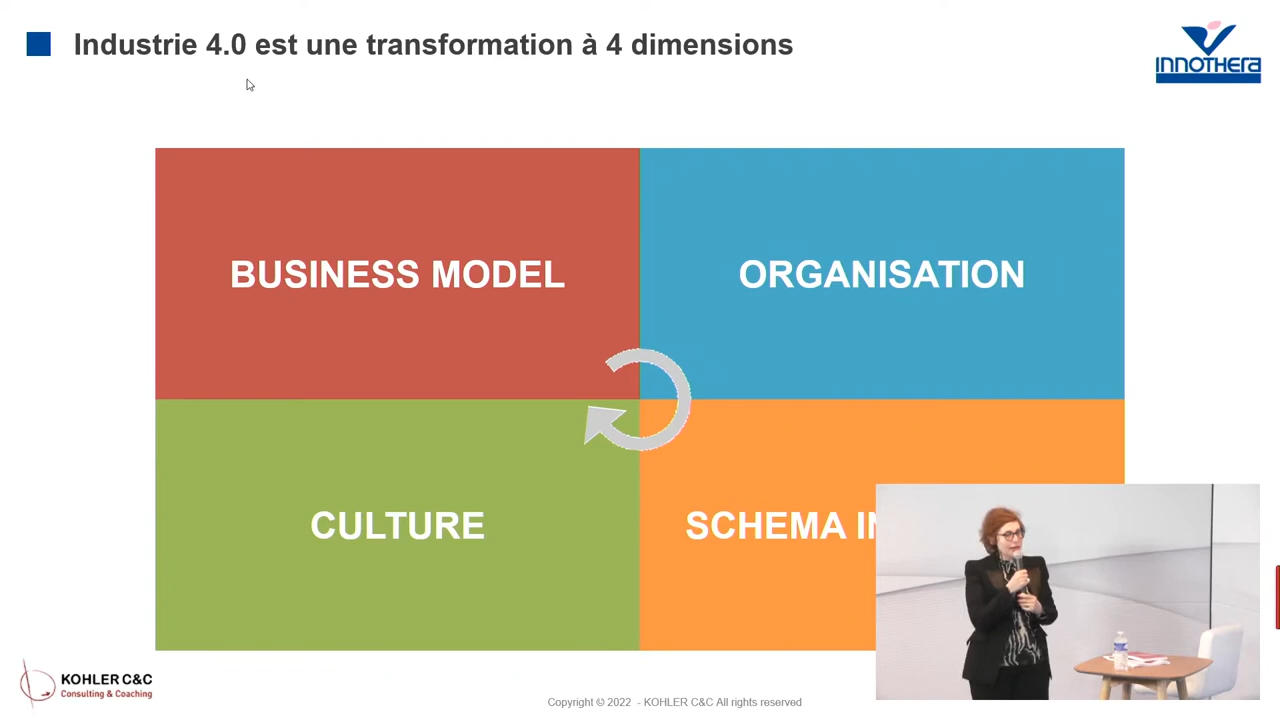 Industrie 4.0 est une transformation à 4 dimensions
INNOTHERA
BUSINESS MODEL
ORGANISATION
CULTURE
SCHEMA
KOHLER C&C
Consulting & Coaching
Copyright © 2022 - KOHLER C&C All rights reserved